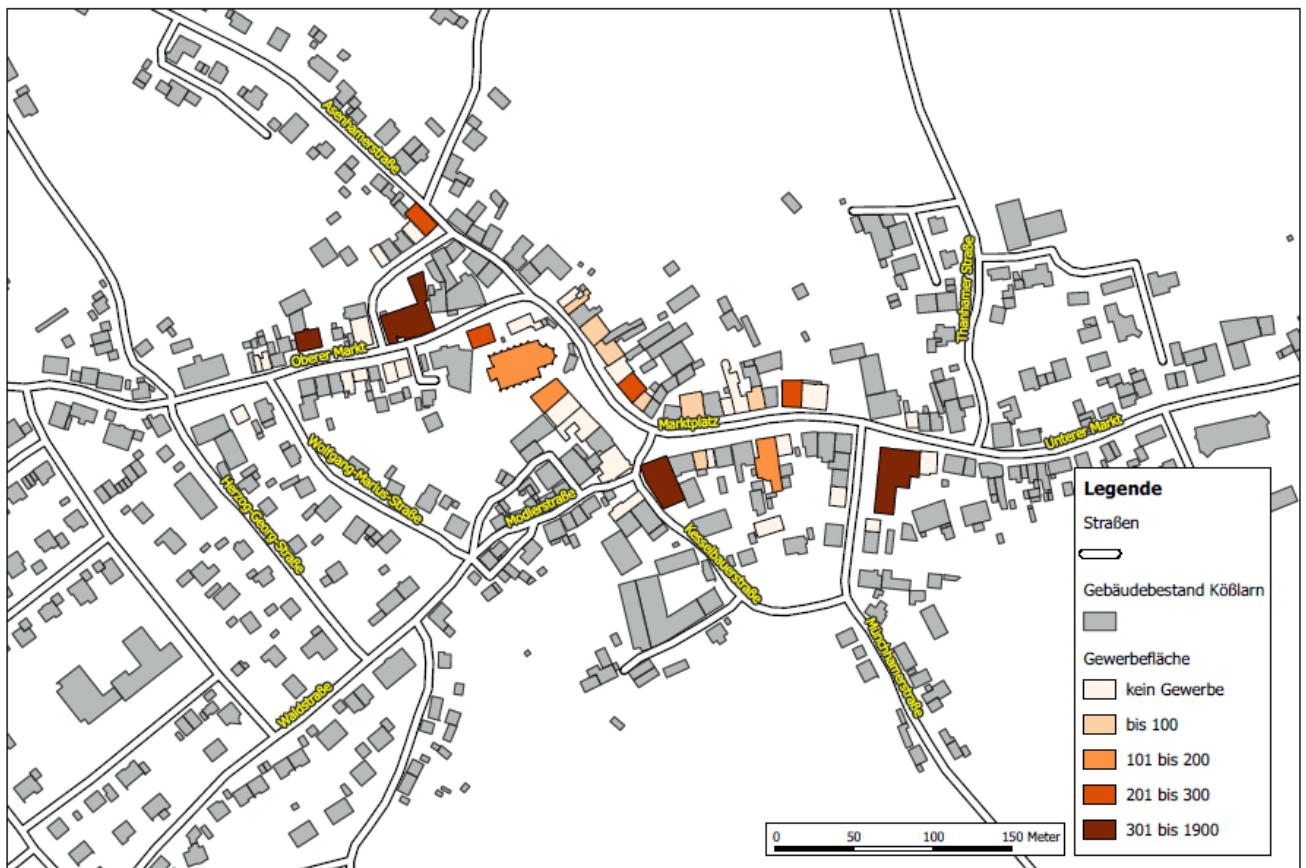 Asenhamerstraße
Thanhamer Straße
Oberer Markt
Marktplatz
Unterer Markt
Wolfgang-Marius-Straße
Herzog-Georg-Straße
Modlerstraße
Kesselbauerstraße
Münchhamerstraße
Waldstraße
Legende
Straßen
Gebäudebestand Kößlarn
Gewerbefläche
kein Gewerbe
bis 100
101 bis 200
201 bis 300
301 bis 1900
0 50 100 150 Meter